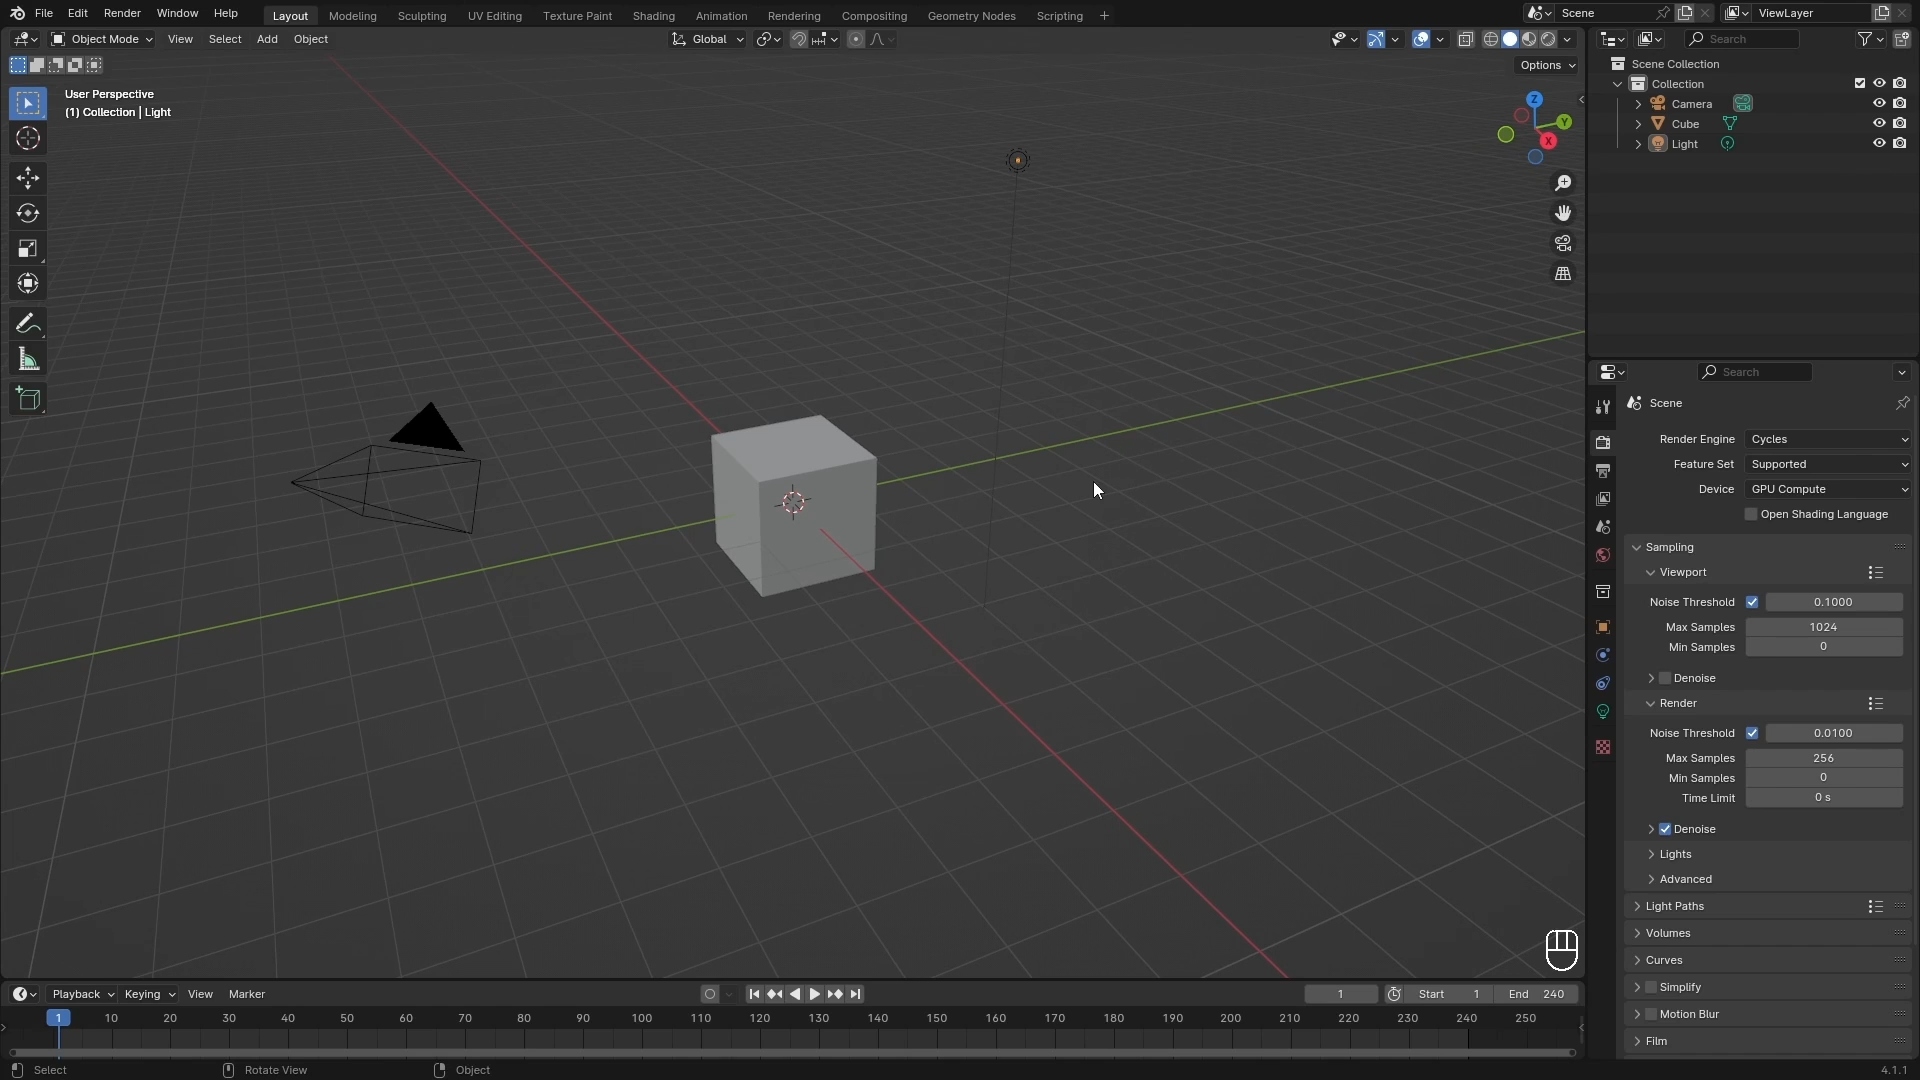 File Edit Render Window Help Layout Modeling Sculpting UV Editing Texture Paint Shading Animation Rendering Compositing Geometry Nodes Scripting + Scene ViewLayer
Object Mode View Select Add Object Global Search
Options
User Perspective
(1) Collection | Light
Z
Y
X
Scene Collection
Collection
Camera
Cube
Light
Search
Scene
Render Engine Cycles
Feature Set Supported
Device GPU Compute
Open Shading Language
Sampling
Viewport
Noise Threshold 0.1000
Max Samples 1024
Min Samples 0
Denoise
Render
Noise Threshold 0.0100
Max Samples 256
Min Samples 0
Time Limit 0 s
Denoise
Lights
Advanced
Light Paths
Volumes
Curves
Simplify
Motion Blur
Film
Playback Keying View Marker 1 Start 1 End 240
1 10 20 30 40 50 60 70 80 90 100 110 120 130 140 150 160 170 180 190 200 210 220 230 240 250
Select Rotate View Object 4.1.1